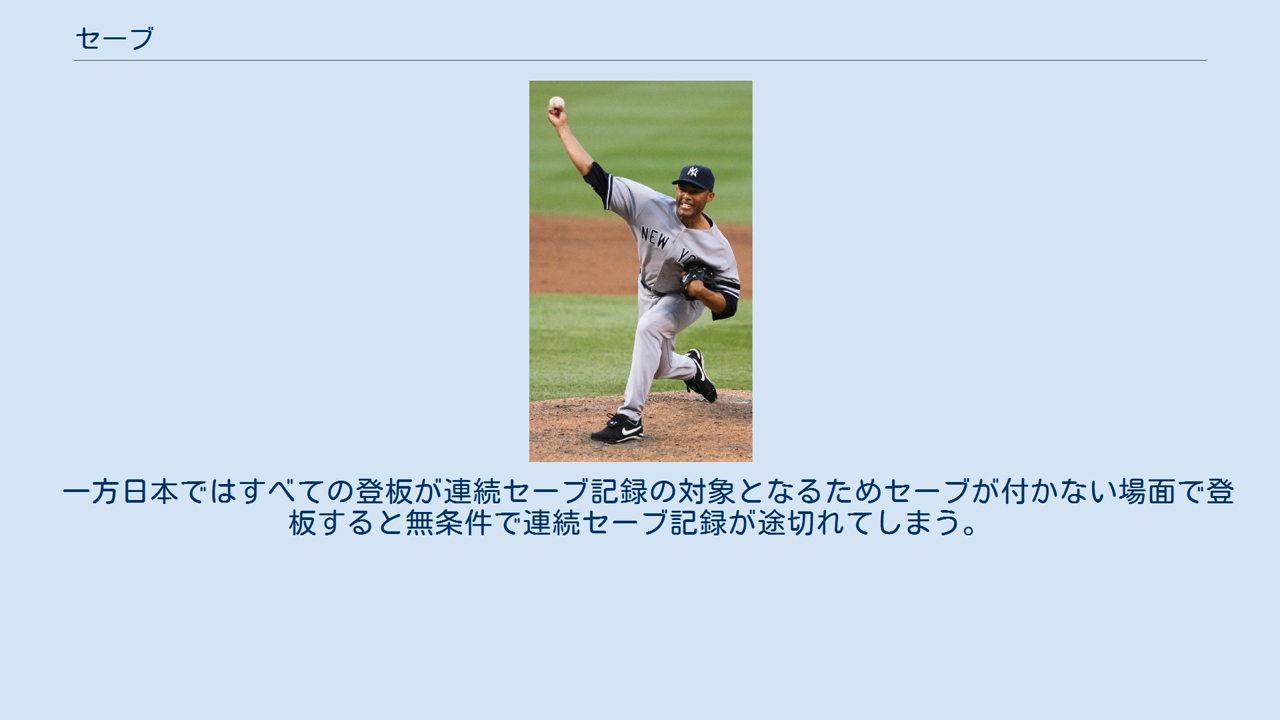 セーブ
NY
NEW YO
一方日本ではすべての登板が連続セーブ記録の対象となるためセーブが付かない場面で登
板すると無条件で連続セーブ記録が途切れてしまう。